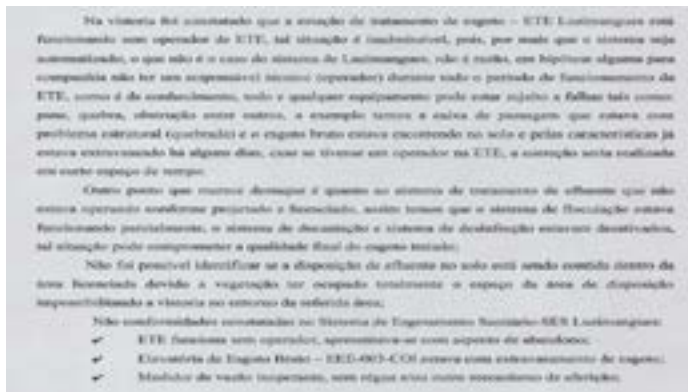 Na vistoria foi constatado que a estação de tratamento de esgoto – ETE Luzimangues está
funcionando sem operador de ETE, tal situação é inadmissível, pois, por mais que o sistema seja
automatizado, o que não é o caso do sistema de Luzimangues, não é razão, em hipótese alguma para
companhia não ter um responsável técnico (operador) durante todo o período de funcionamento da
ETE, como é de conhecimento, todo e qualquer equipamento pode estar sujeito a falhas tais como:
pane, quebra, obstrução entre outros, a exemplo temos a caixa de passagem que estava com
problema estrutural (quebrada) e o esgoto bruto estava escorrendo no solo e pelas características já
estava extravasando ha alguns dias, caso se tivesse um operador na ETE, a correção seria realizada
em curto espaço de tempo.
Outro ponto que merece destaque é quanto ao sistema de tratamento de efluente que não
estava operando conforme projetado e licenciado, assim temos que o sistema de floculação estava
funcionando parcialmente, o sistema de decantação e sistema de desinfecção estavam desativados,
tal situação pode comprometer a qualidade final do esgoto tratado;
Não foi possível identificar se a disposição de efluente no solo está sendo contida dentro da
área licenciada devido a vegetação ter ocupado totalmente o espaço da área de disposição
impossibilitando a vistoria no entorno da referida área;
Não conformidades constatadas no Sistema de Esgotamento Sanitário-SES Luzimangues:
✔ ETE funciona sem operador, apresentava-se com aspecto de abandono;
✔ Elevatória de Esgoto Bruto – EEE-003-COI estava com extravasamento de esgoto;
✔ Medidor de vazão inoperante, sem régua e/ou outro mecanismo de aferição;